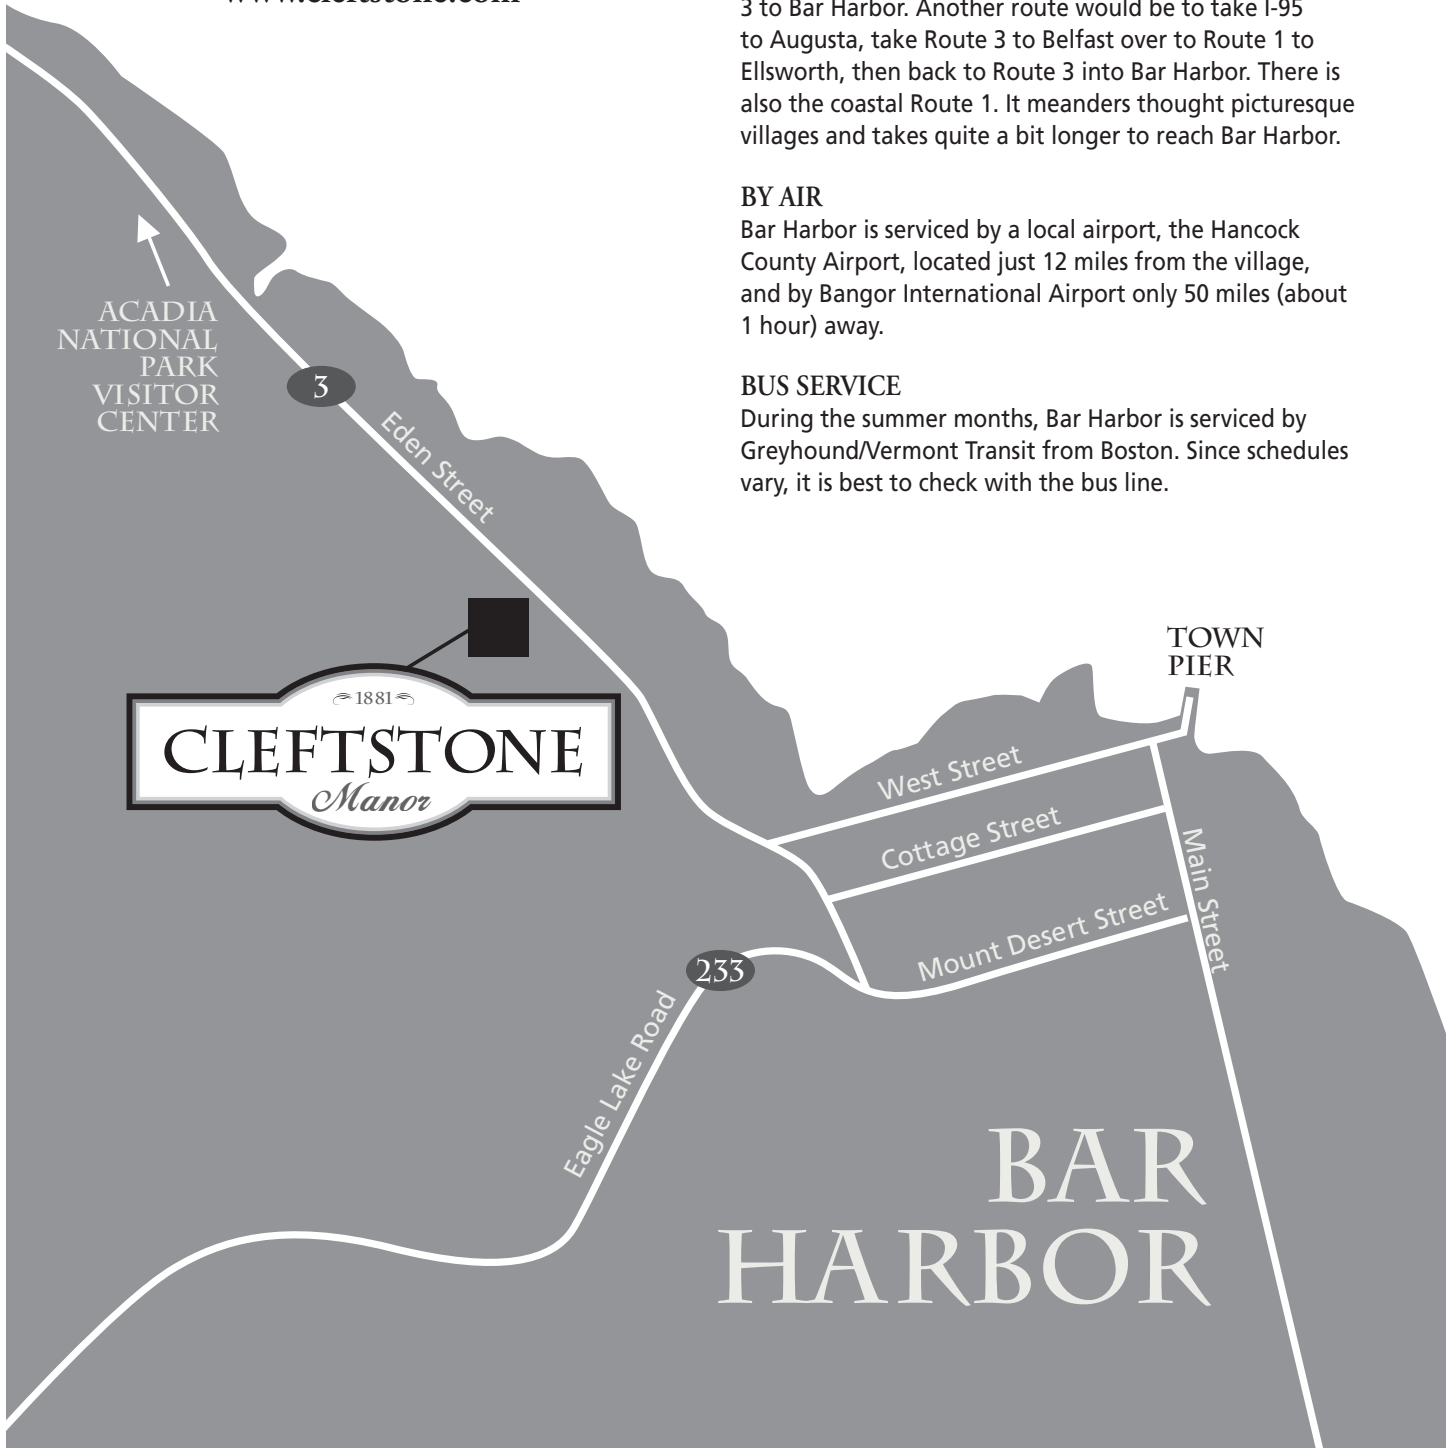 www.cleftstone.com
3 to Bar Harbor. Another route would be to take I-95
to Augusta, take Route 3 to Belfast over to Route 1 to
Ellsworth, then back to Route 3 into Bar Harbor. There is
also the coastal Route 1. It meanders thought picturesque
villages and takes quite a bit longer to reach Bar Harbor.
BY AIR
Bar Harbor is serviced by a local airport, the Hancock
County Airport, located just 12 miles from the village,
and by Bangor International Airport only 50 miles (about
1 hour) away.
BUS SERVICE
During the summer months, Bar Harbor is serviced by
Greyhound/Vermont Transit from Boston. Since schedules
vary, it is best to check with the bus line.
ACADIA
NATIONAL
PARK
VISITOR
CENTER
3
Eden Street
1881
CLEFTSTONE
Manor
TOWN
PIER
West Street
Cottage Street
Mount Desert Street
Main Street
233
Eagle Lake Road
BAR
HARBOR